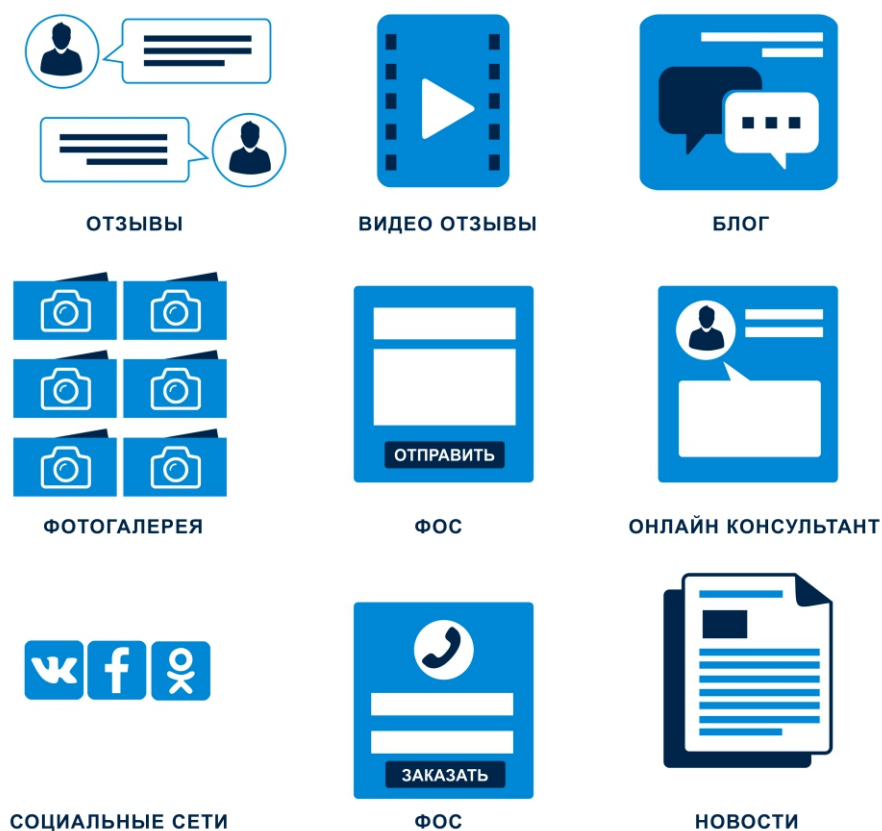 ОТЗЫВЫ
ВИДЕО ОТЗЫВЫ
БЛОГ
ФОТОГАЛЕРЕЯ
ОТПРАВИТЬ
ФОС
ОНЛАЙН КОНСУЛЬТАНТ
СОЦИАЛЬНЫЕ СЕТИ
ЗАКАЗАТЬ
ФОС
НОВОСТИ